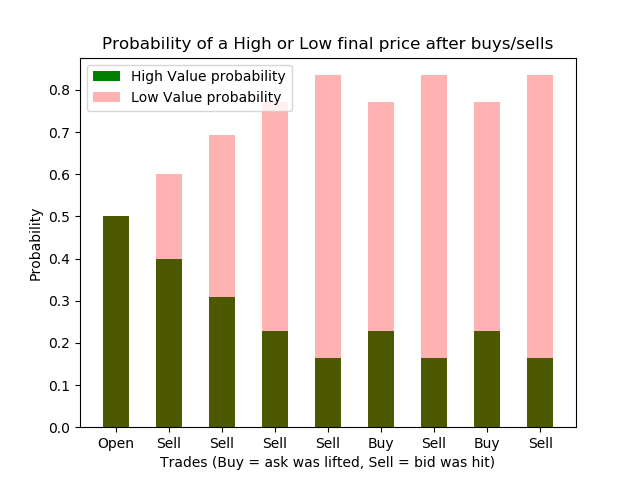 Probability of a High or Low final price after buys/sells
High Value probability
Low Value probability
Probability
0.8
0.7
0.6
0.5
0.4
0.3
0.2
0.1
0.0
Open Sell Sell Sell Sell Buy Sell Buy Sell
Trades (Buy = ask was lifted, Sell = bid was hit)